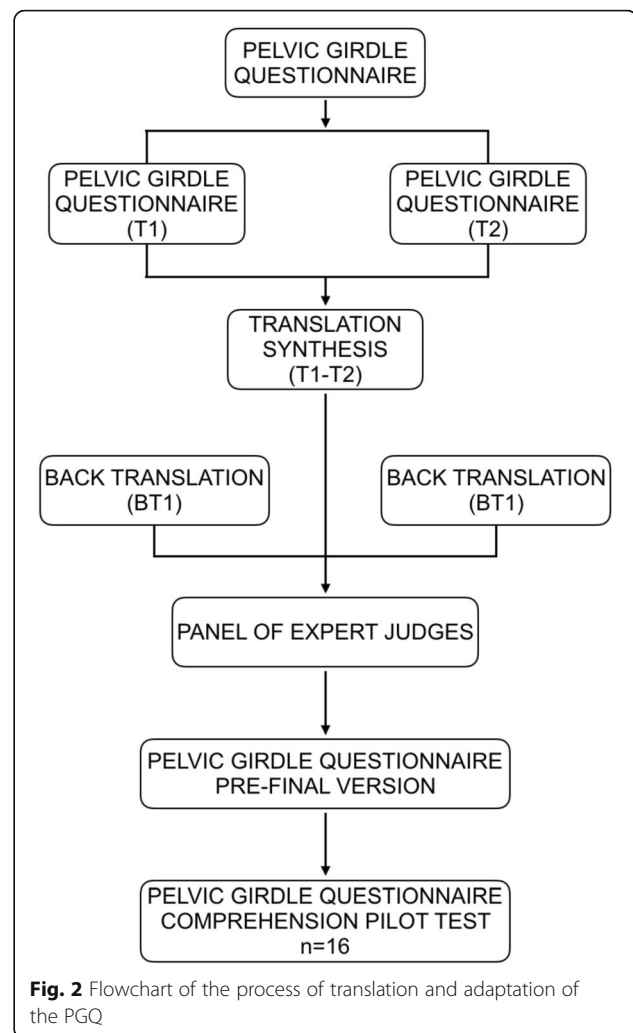 PELVIC GIRDLE
QUESTIONNAIRE
PELVIC GIRDLE
QUESTIONNAIRE
(T1)
PELVIC GIRDLE
QUESTIONNAIRE
(T2)
TRANSLATION
SYNTHESIS
(T1-T2)
BACK TRANSLATION
(BT1)
BACK TRANSLATION
(BT1)
PANEL OF EXPERT JUDGES
PELVIC GIRDLE QUESTIONNAIRE
PRE-FINAL VERSION
PELVIC GIRDLE QUESTIONNAIRE
COMPREHENSION PILOT TEST
n=16
Fig. 2 Flowchart of the process of translation and adaptation of
the PGQ